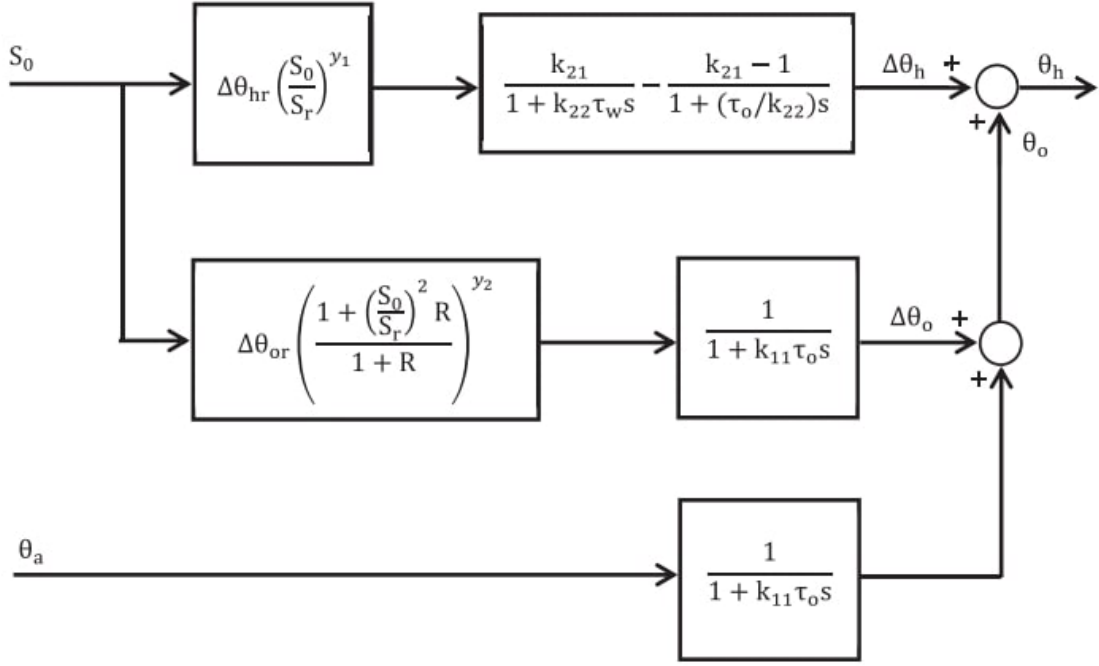 S₀
Δθₕᵣ (S₀/Sᵣ)^y₁
k₂₁/(1 + k₂₂τ_w s) − (k₂₁ − 1)/(1 + (τₒ/k₂₂)s)
Δθₕ +
θₕ
+
θₒ
Δθₒᵣ ((1 + (S₀/Sᵣ)² R)/(1 + R))^y₂
1/(1 + k₁₁τₒs)
Δθₒ +
+
θₐ
1/(1 + k₁₁τₒs)